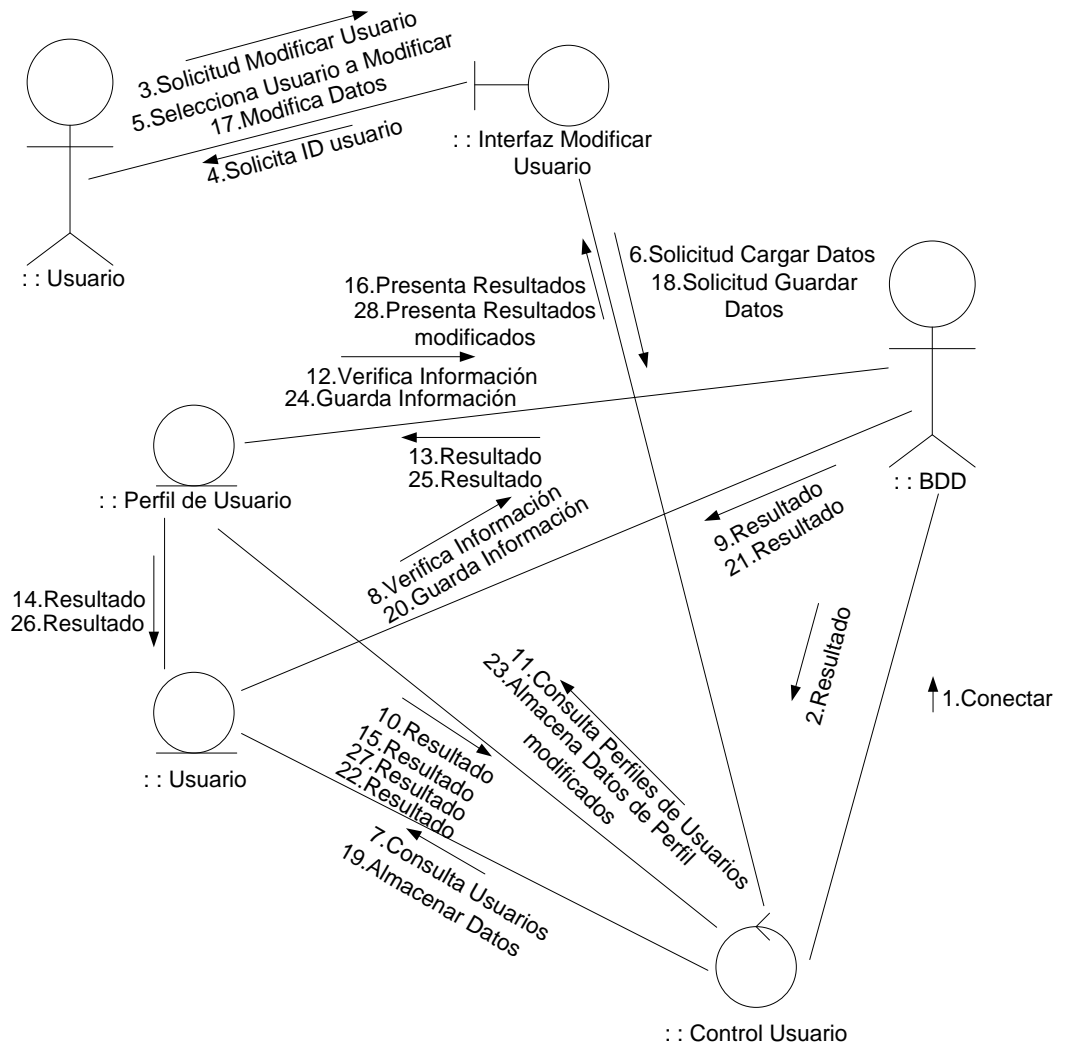 3.Solicitud Modificar Usuario
5.Selecciona Usuario a Modificar
17.Modifica Datos
4.Solicita ID usuario
: : Interfaz Modificar
Usuario
: : Usuario
6.Solicitud Cargar Datos
18.Solicitud Guardar
Datos
16.Presenta Resultados
28.Presenta Resultados
modificados
12.Verifica Información
24.Guarda Información
13.Resultado
25.Resultado
: : Perfil de Usuario
: : BDD
8.Verifica Información
20.Guarda Información
9.Resultado
21.Resultado
14.Resultado
26.Resultado
2.Resultado
1.Conectar
11.Consulta Perfiles de Usuarios
23.Almacena Datos de Perfil
modificados
10.Resultado
15.Resultado
27.Resultado
22.Resultado
: : Usuario
7.Consulta Usuarios
19.Almacenar Datos
: : Control Usuario